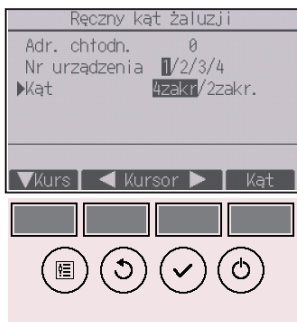 Ręczny kąt żaluzji
Adr. chłodn. 0
Nr urządzenia 1/2/3/4
▶Kąt 4zakr/2zakr.
▼Kurs ◀ Kursor ▶ Kąt